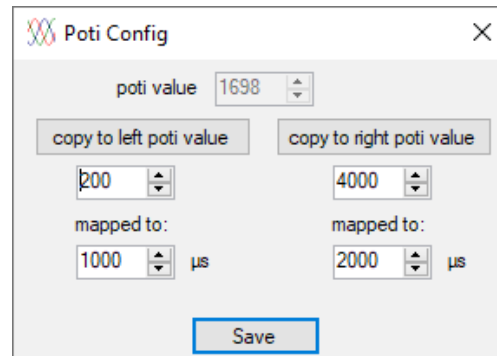 Poti Config
poti value 1698
copy to left poti value copy to right poti value
200 4000
mapped to: mapped to:
1000 µs 2000 µs
Save